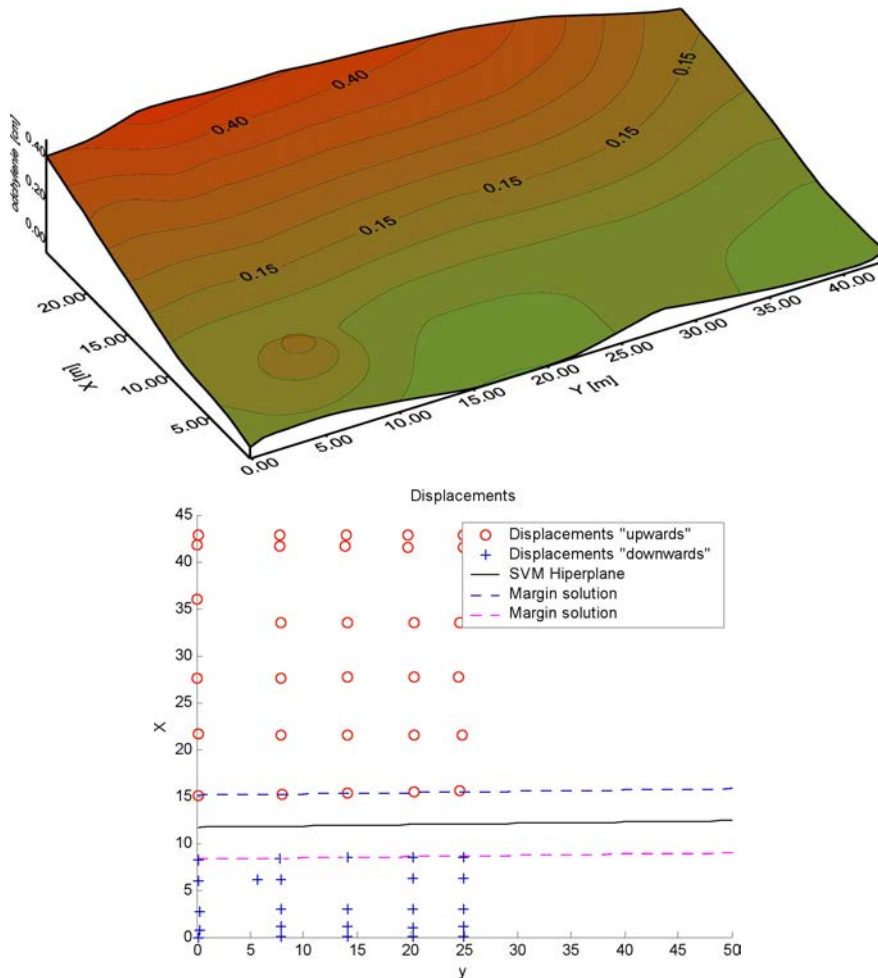 0.40
0.40
0.15
0.15
0.15
0.15
0.15
odchylenie [cm]
0.40
0.20
0.00
20.00
15.00
10.00
5.00
X [m]
0.00
5.00
10.00
15.00
20.00
25.00
30.00
35.00
40.00
Y [m]
Displacements
45
40
35
30
25
20
15
10
5
0
X
0 5 10 15 20 25 30 35 40 45 50
y
Displacements "upwards"
Displacements "downwards"
SVM Hiperplane
Margin solution
Margin solution